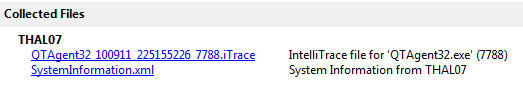 Collected Files
THAL07
QTAgent32_100911_225155226_7788.iTrace IntelliTrace file for 'QTAgent32.exe' (7788)
SystemInformation.xml System Information from THAL07